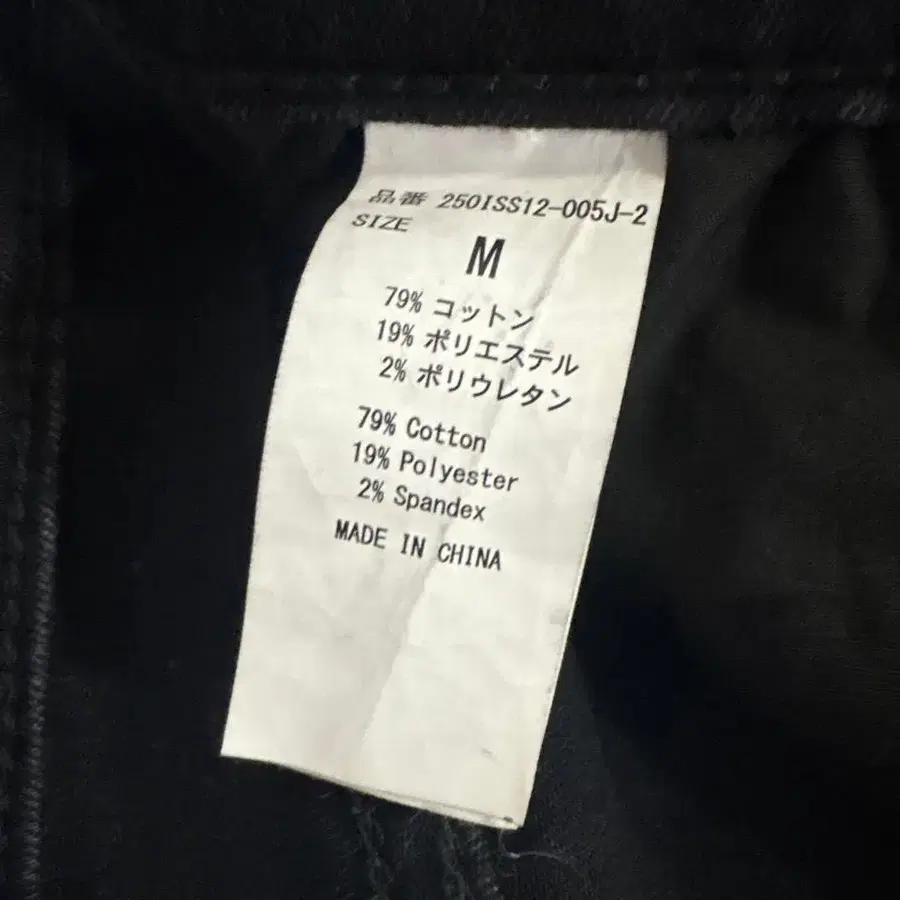 品番 250ISS12-005J-2
SIZE
M
79% コットン
19% ポリエステル
2% ポリウレタン
79% Cotton
19% Polyester
2% Spandex
MADE IN CHINA